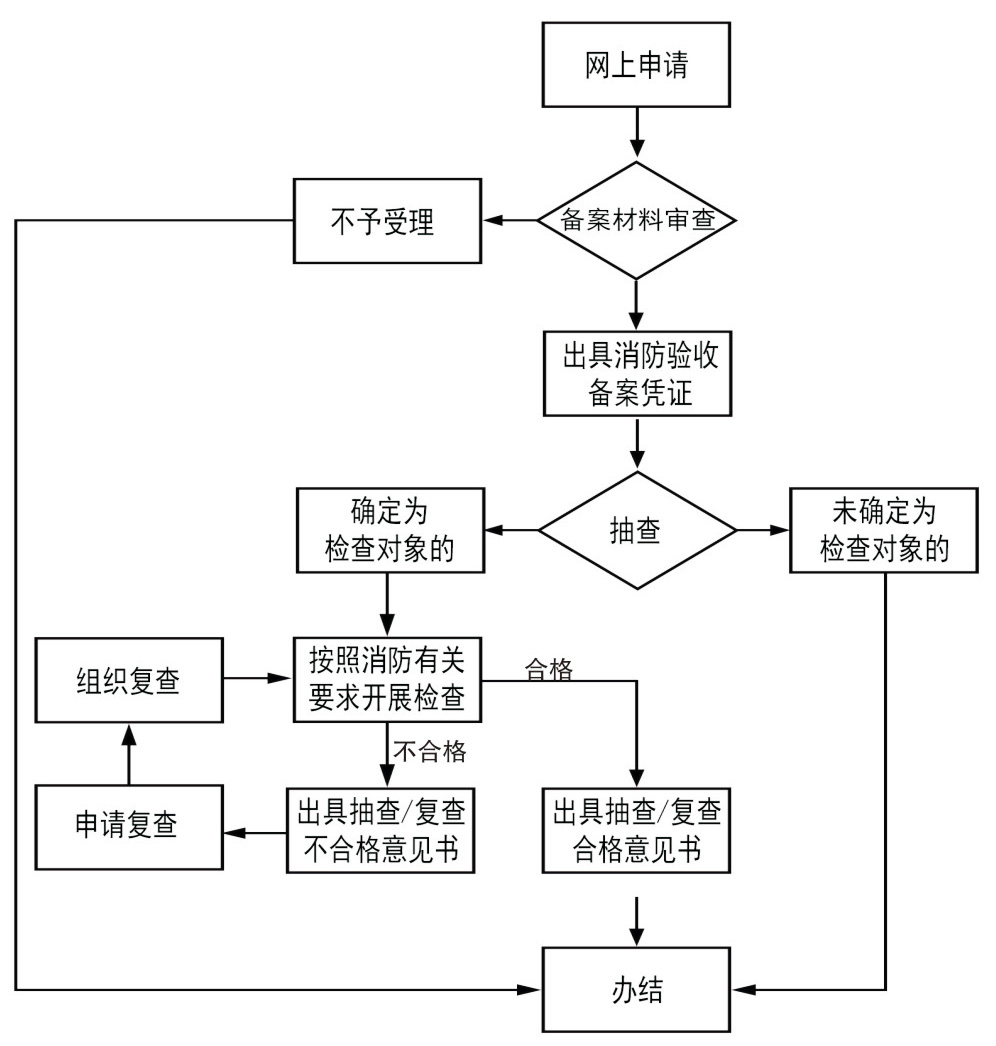 网上申请
不予受理
备案材料审查
出具消防验收
备案凭证
确定为
检查对象的
抽查
未确定为
检查对象的
组织复查
按照消防有关
要求开展检查
合格
不合格
申请复查
出具抽查/复查
不合格意见书
出具抽查/复查
合格意见书
办结